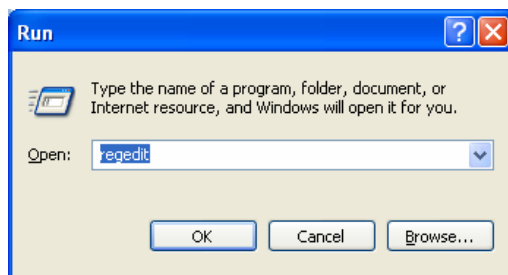 Run
Type the name of a program, folder, document, or
Internet resource, and Windows will open it for you.
Open: regedit
OK Cancel Browse...